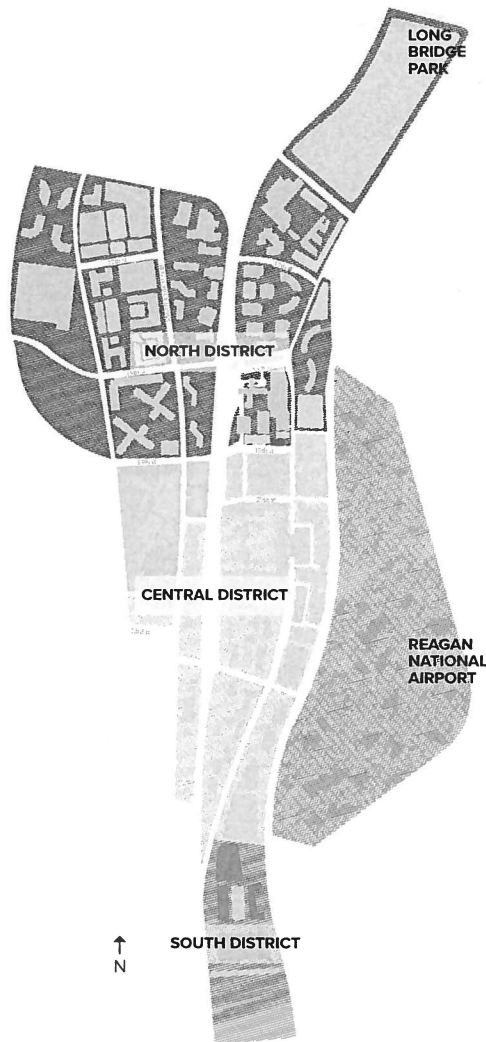 LONG
BRIDGE
PARK
NORTH DISTRICT
CENTRAL DISTRICT
REAGAN
NATIONAL
AIRPORT
SOUTH DISTRICT
N